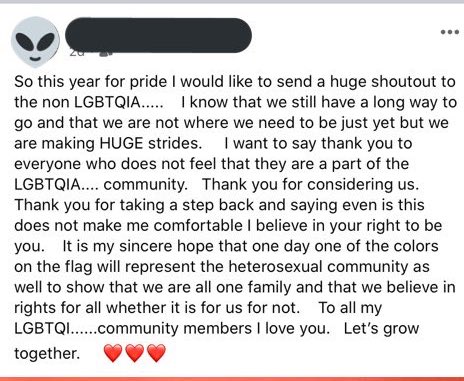 2d
So this year for pride I would like to send a huge shoutout to
the non LGBTQIA..... I know that we still have a long way to
go and that we are not where we need to be just yet but we
are making HUGE strides. I want to say thank you to
everyone who does not feel that they are a part of the
LGBTQIA.... community. Thank you for considering us.
Thank you for taking a step back and saying even is this
does not make me comfortable I believe in your right to be
you. It is my sincere hope that one day one of the colors
on the flag will represent the heterosexual community as
well to show that we are all one family and that we believe in
rights for all whether it is for us for not. To all my
LGBTQI......community members I love you. Let's grow
together. ❤️❤️❤️